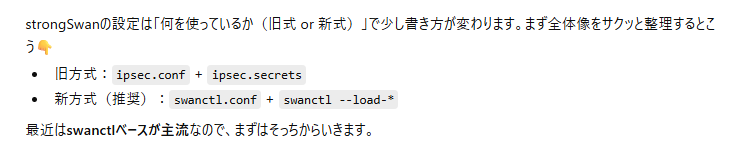 strongSwanの設定は「何を使っているか（旧式 or 新式）」で少し書き方が変わります。まず全体像をサクッと整理するとこ
う👇
• 旧方式：ipsec.conf + ipsec.secrets
• 新方式（推奨）：swanctl.conf + swanctl --load-*
最近はswanctlベースが主流なので、まずはそっちからいきます。